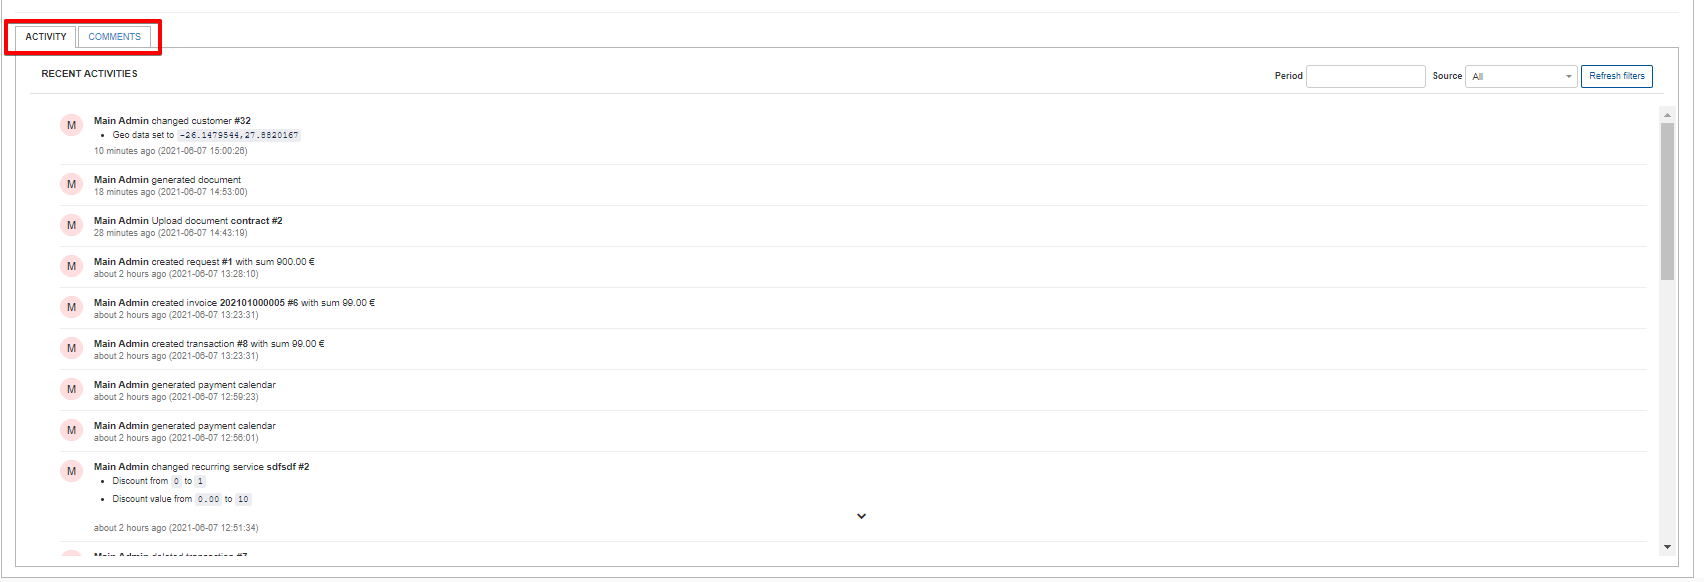 ACTIVITY COMMENTS
RECENT ACTIVITIES
Period Source All Refresh filters
M Main Admin changed customer #32
Geo data set to -26.1479544,27.8820167
10 minutes ago (2021-06-07 15:00:26)
M Main Admin generated document
18 minutes ago (2021-06-07 14:53:00)
M Main Admin Upload document contract #2
28 minutes ago (2021-06-07 14:43:19)
M Main Admin created request #1 with sum 900.00 €
about 2 hours ago (2021-06-07 13:28:10)
M Main Admin created invoice 202101000005 #6 with sum 99.00 €
about 2 hours ago (2021-06-07 13:23:31)
M Main Admin created transaction #8 with sum 99.00 €
about 2 hours ago (2021-06-07 13:23:31)
M Main Admin generated payment calendar
about 2 hours ago (2021-06-07 12:59:23)
M Main Admin generated payment calendar
about 2 hours ago (2021-06-07 12:56:01)
M Main Admin changed recurring service sdfsdf #2
Discount from 0 to 1
Discount value from 0.00 to 10
about 2 hours ago (2021-06-07 12:51:34)
Main Admin deleted transaction #7